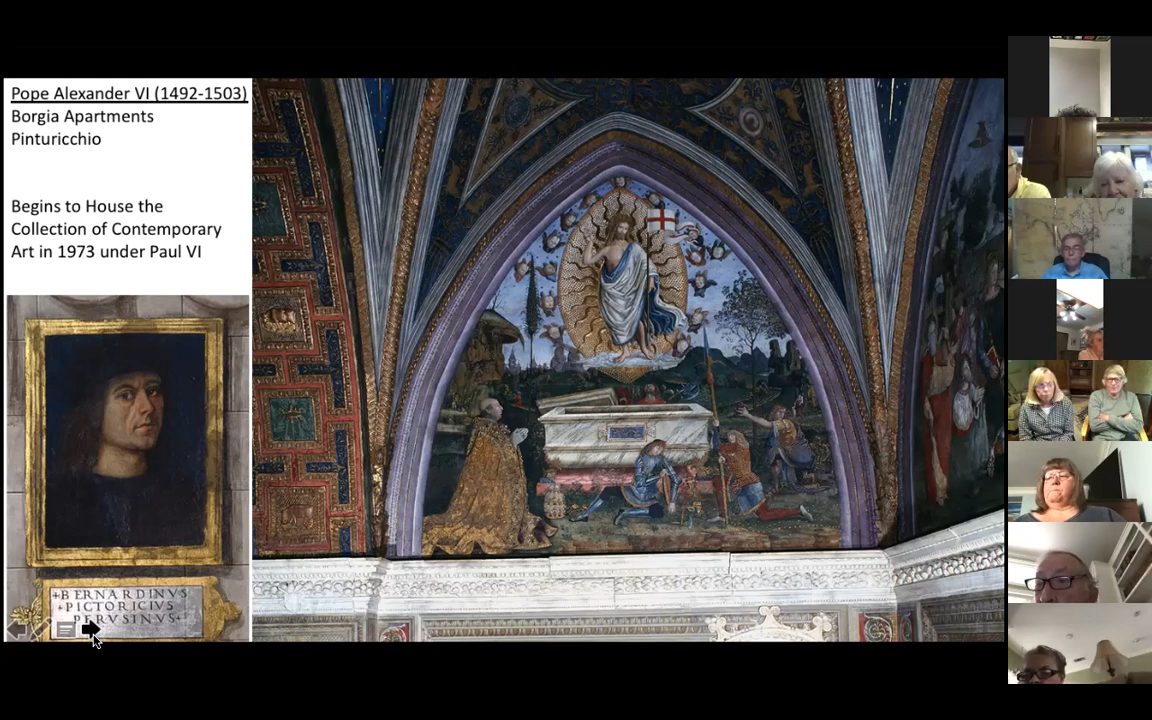 Pope Alexander VI (1492-1503)
Borgia Apartments
Pinturicchio
Begins to House the
Collection of Contemporary
Art in 1973 under Paul VI
+BERNARDINVS
+PICTORICIVS
PERVSINVS+